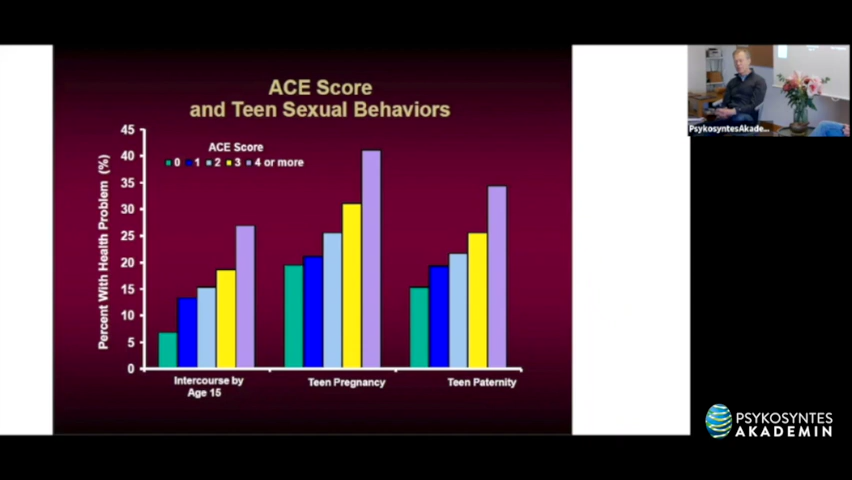 ACE Score
and Teen Sexual Behaviors
Percent With Health Problem (%)
45
40
35
30
25
20
15
10
5
0
ACE Score
0 1 2 3 4 or more
Intercourse by
Age 15
Teen Pregnancy
Teen Paternity
PsykosyntesAkade...
PSYKOSYNTES
AKADEMIN